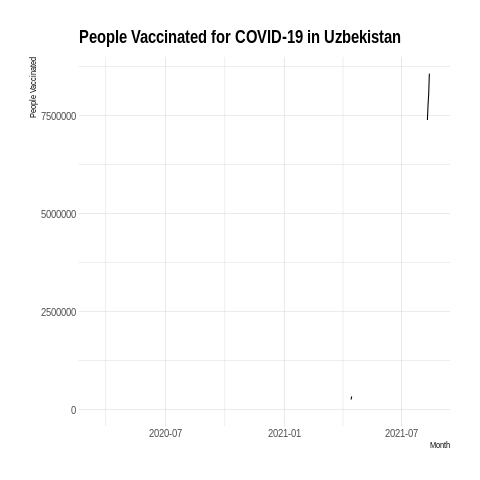 People Vaccinated for COVID-19 in Uzbekistan
People Vaccinated
7500000
5000000
2500000
0
2020-07 2021-01 2021-07
Month